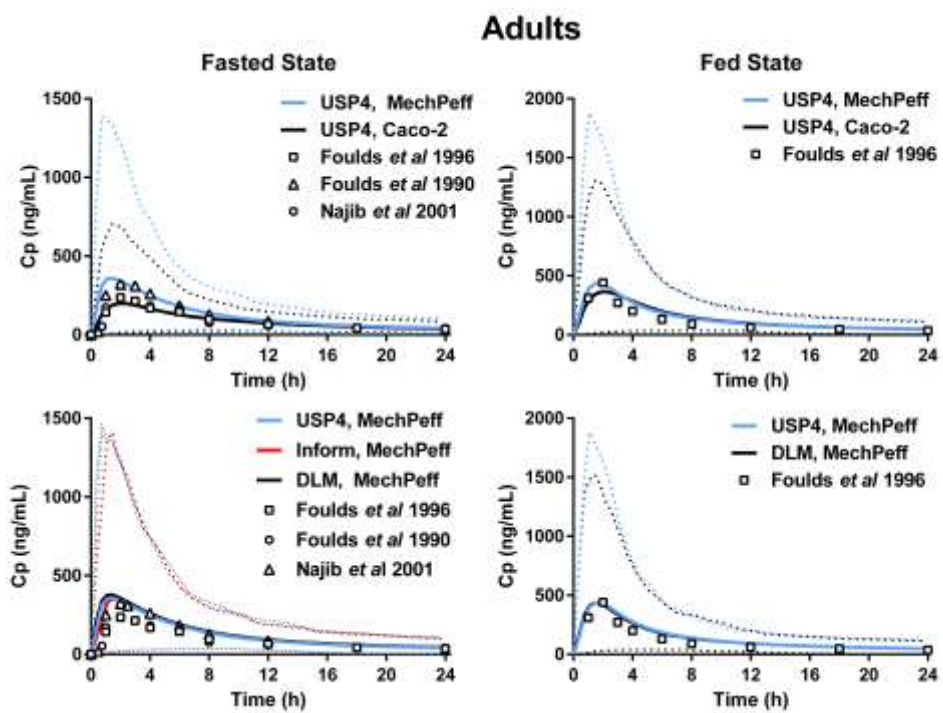 Adults
Fasted State
1500
1000
500
0
Cp (ng/mL)
USP4, MechPeff
USP4, Caco-2
Foulds et al 1996
Foulds et al 1990
Najib et al 2001
0 4 8 12 16 20 24
Time (h)
Fed State
2000
1500
1000
500
0
Cp (ng/mL)
USP4, MechPeff
USP4, Caco-2
Foulds et al 1996
0 4 8 12 16 20 24
Time (h)
1500
1000
500
0
Cp (ng/mL)
USP4, MechPeff
Inform, MechPeff
DLM, MechPeff
Foulds et al 1996
Foulds et al 1990
Najib et al 2001
0 4 8 12 16 20 24
Time (h)
2000
1500
1000
500
0
Cp (ng/mL)
USP4, MechPeff
DLM, MechPeff
Foulds et al 1996
0 4 8 12 16 20 24
Time (h)